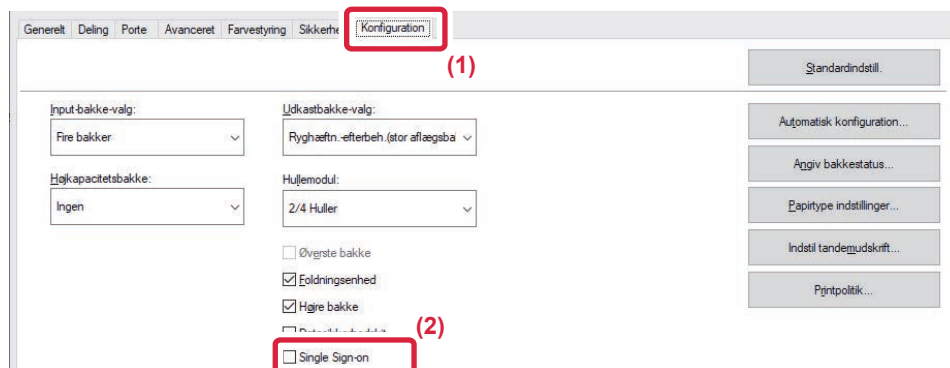 Generelt Deling Porte Avanceret Farvestyring Sikkerhe Konfiguration
(1)
Standardindstill.
Input-bakke-valg:
Fire bakker
Udkastbakke-valg:
Ryghæftn.-efterbeh.(stor aflægsba
Automatisk konfiguration...
Angiv bakkestatus...
Højkapacitetsbakke:
Ingen
Hullemodul:
2/4 Huller
Papirtype indstillinger...
Øverste bakke
Indstil tandemudskrift...
Foldningsenhed
Printpolitik...
Højre bakke
(2)
Single Sign-on